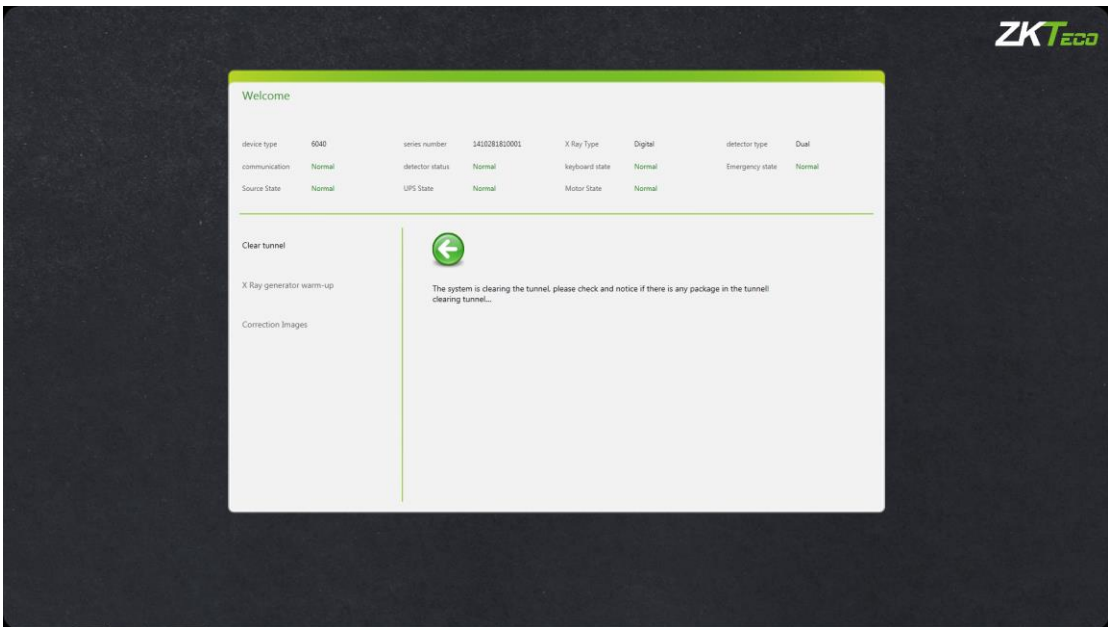 ZKTeco
Welcome
device type 6040 series number 1410281810001 X Ray Type Digital detector type Dual
communication Normal detector status Normal keyboard state Normal Emergency state Normal
Source State Normal UPS State Normal Motor State Normal
Clear tunnel
X Ray generator warm-up
Correction Images
The system is clearing the tunnel, please check and notice if there is any package in the tunnel!
clearing tunnel...